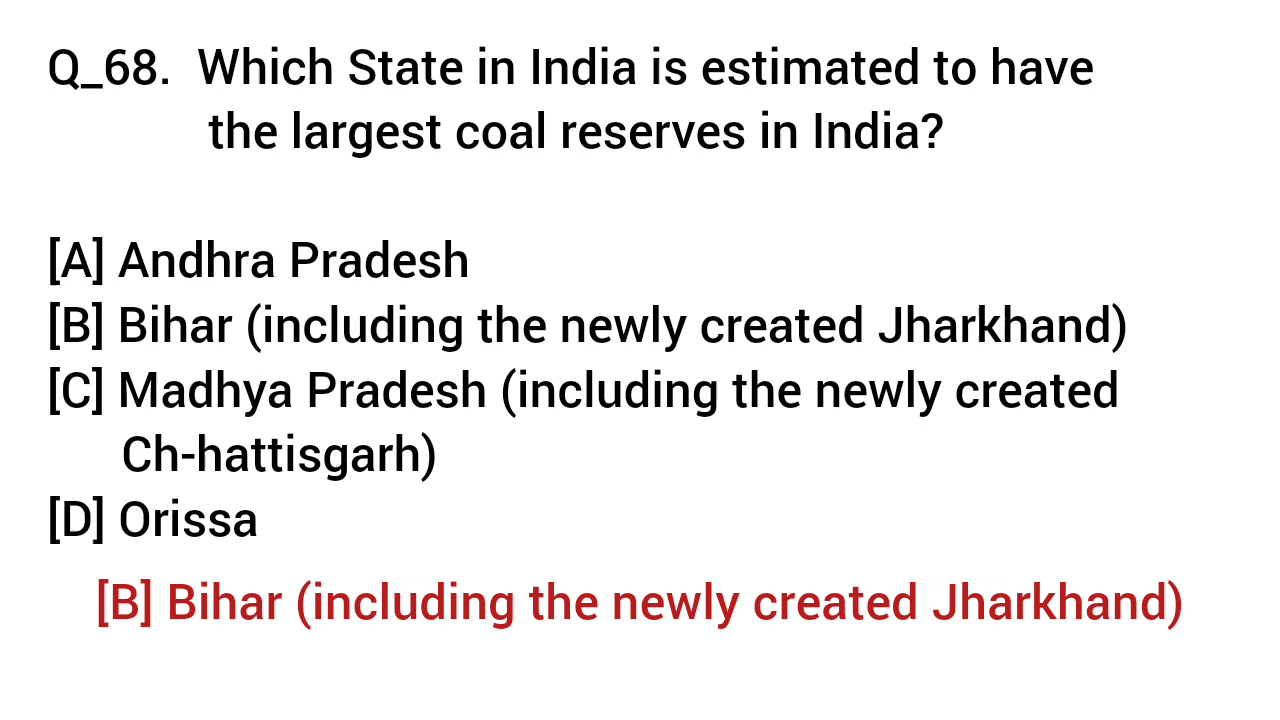 Q_68. Which State in India is estimated to have
the largest coal reserves in India?
[A] Andhra Pradesh
[B] Bihar (including the newly created Jharkhand)
[C] Madhya Pradesh (including the newly created
Ch-hattisgarh)
[D] Orissa
[B] Bihar (including the newly created Jharkhand)